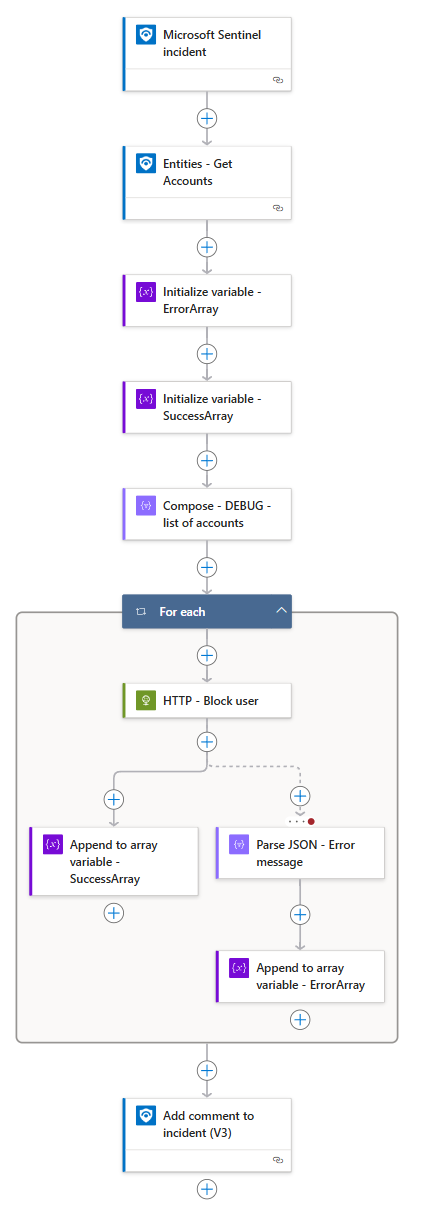 Microsoft Sentinel
incident
Entities - Get
Accounts
Initialize variable -
ErrorArray
Initialize variable -
SuccessArray
Compose - DEBUG -
list of accounts
For each
HTTP - Block user
Append to array
variable -
SuccessArray
Parse JSON - Error
message
Append to array
variable - ErrorArray
Add comment to
incident (V3)